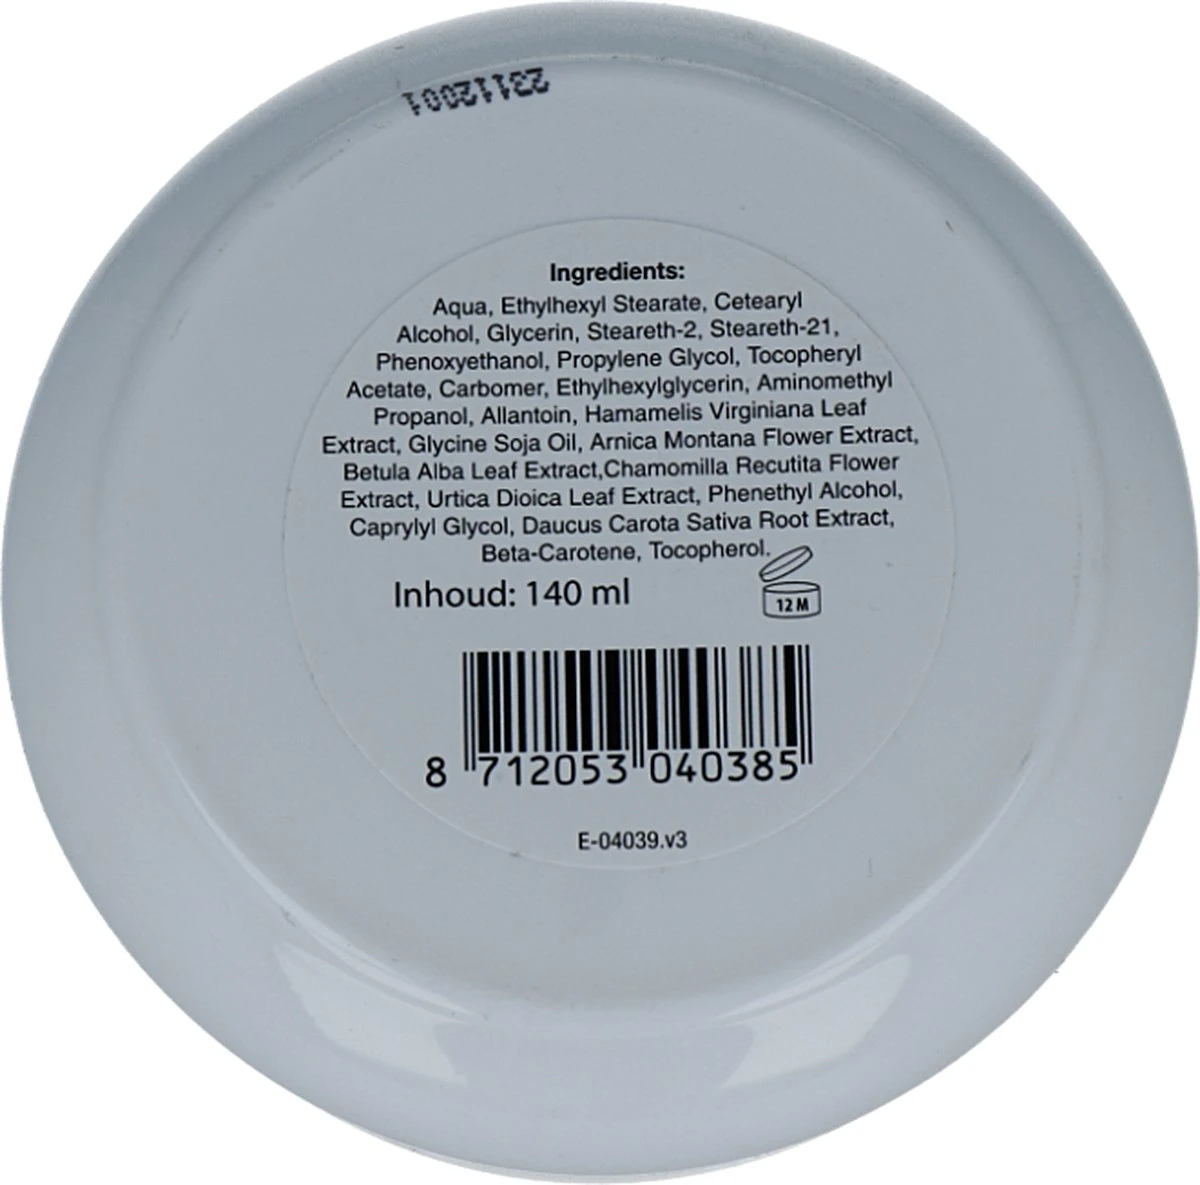 23112001
Ingredients:
Aqua, Ethylhexyl Stearate, Cetearyl
Alcohol, Glycerin, Steareth-2, Steareth-21,
Phenoxyethanol, Propylene Glycol, Tocopheryl
Acetate, Carbomer, Ethylhexylglycerin, Aminomethyl
Propanol, Allantoin, Hamamelis Virginiana Leaf
Extract, Glycine Soja Oil, Arnica Montana Flower Extract,
Betula Alba Leaf Extract,Chamomilla Recutita Flower
Extract, Urtica Dioica Leaf Extract, Phenethyl Alcohol,
Caprylyl Glycol, Daucus Carota Sativa Root Extract,
Beta-Carotene, Tocopherol.
Inhoud: 140 ml
12 M
8 712053 040385
E-04039.v3